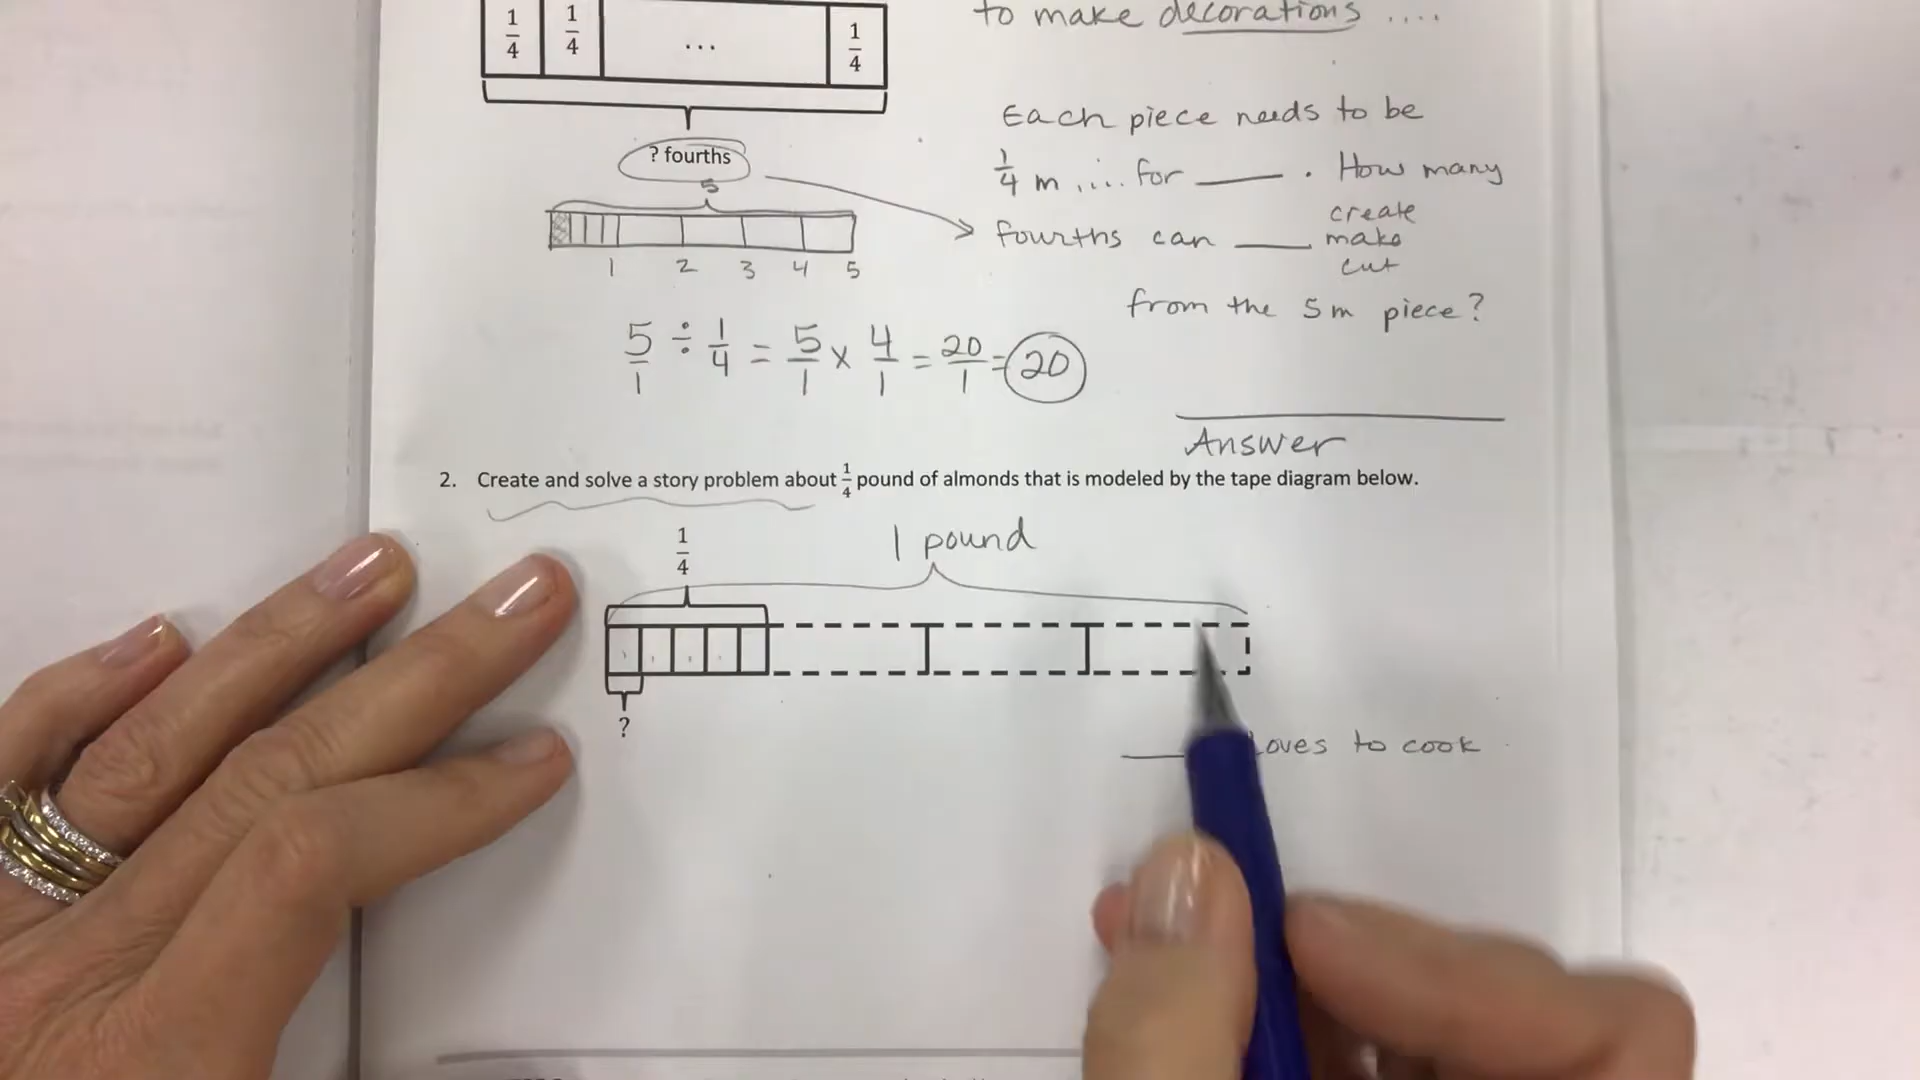 1/4 1/4 ... 1/4
to make decorations ....
Each piece needs to be
1/4 m .... for ____ . How many
fourths can ____ create
make
cut
from the 5m piece?
? fourths
5
1 2 3 4 5
5/1 ÷ 1/4 = 5/1 x 4/1 = 20/1 = 20
Answer
2. Create and solve a story problem about 1/4 pound of almonds that is modeled by the tape diagram below.
1 pound
1/4
?
____ loves to cook